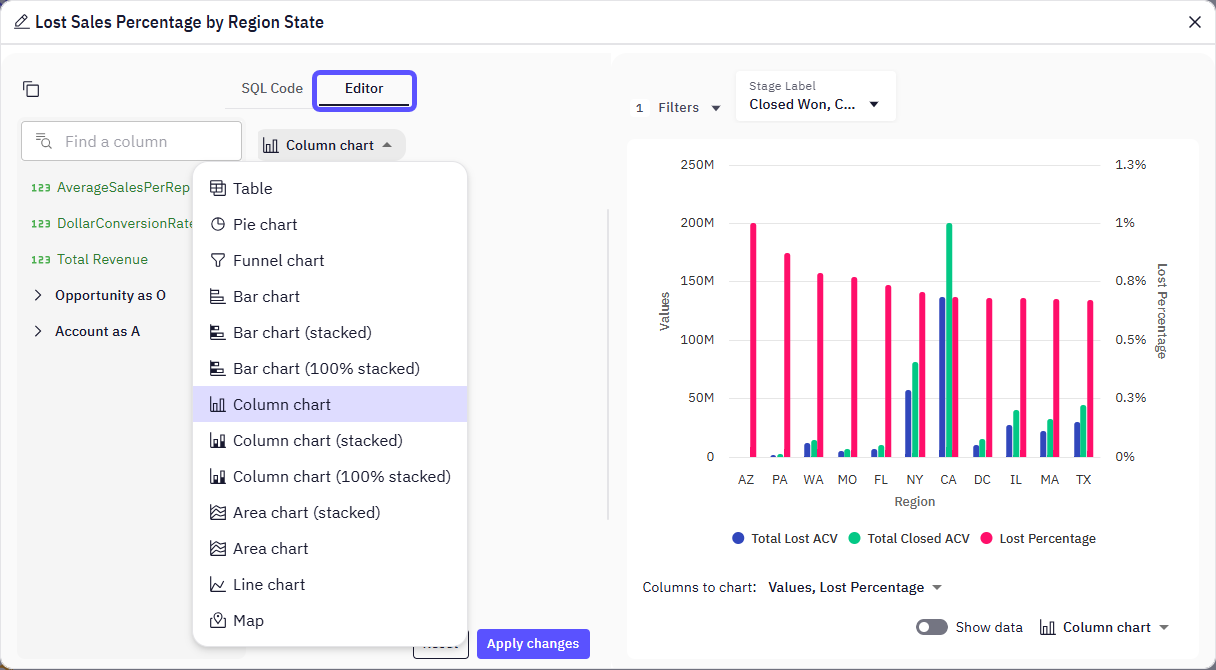 Lost Sales Percentage by Region State
SQL Code
Editor
Find a column
Column chart
123 AverageSalesPerRep
123 DollarConversionRate
123 Total Revenue
Opportunity as O
Account as A
Table
Pie chart
Funnel chart
Bar chart
Bar chart (stacked)
Bar chart (100% stacked)
Column chart
Column chart (stacked)
Column chart (100% stacked)
Area chart (stacked)
Area chart
Line chart
Map
Apply changes
1 Filters
Stage Label
Closed Won, C...
250M
200M
150M
100M
50M
0
Values
1.3%
1%
0.8%
0.5%
0.3%
0%
Lost Percentage
AZ PA WA MO FL NY CA DC IL MA TX
Region
Total Lost ACV Total Closed ACV Lost Percentage
Columns to chart: Values, Lost Percentage
Show data Column chart